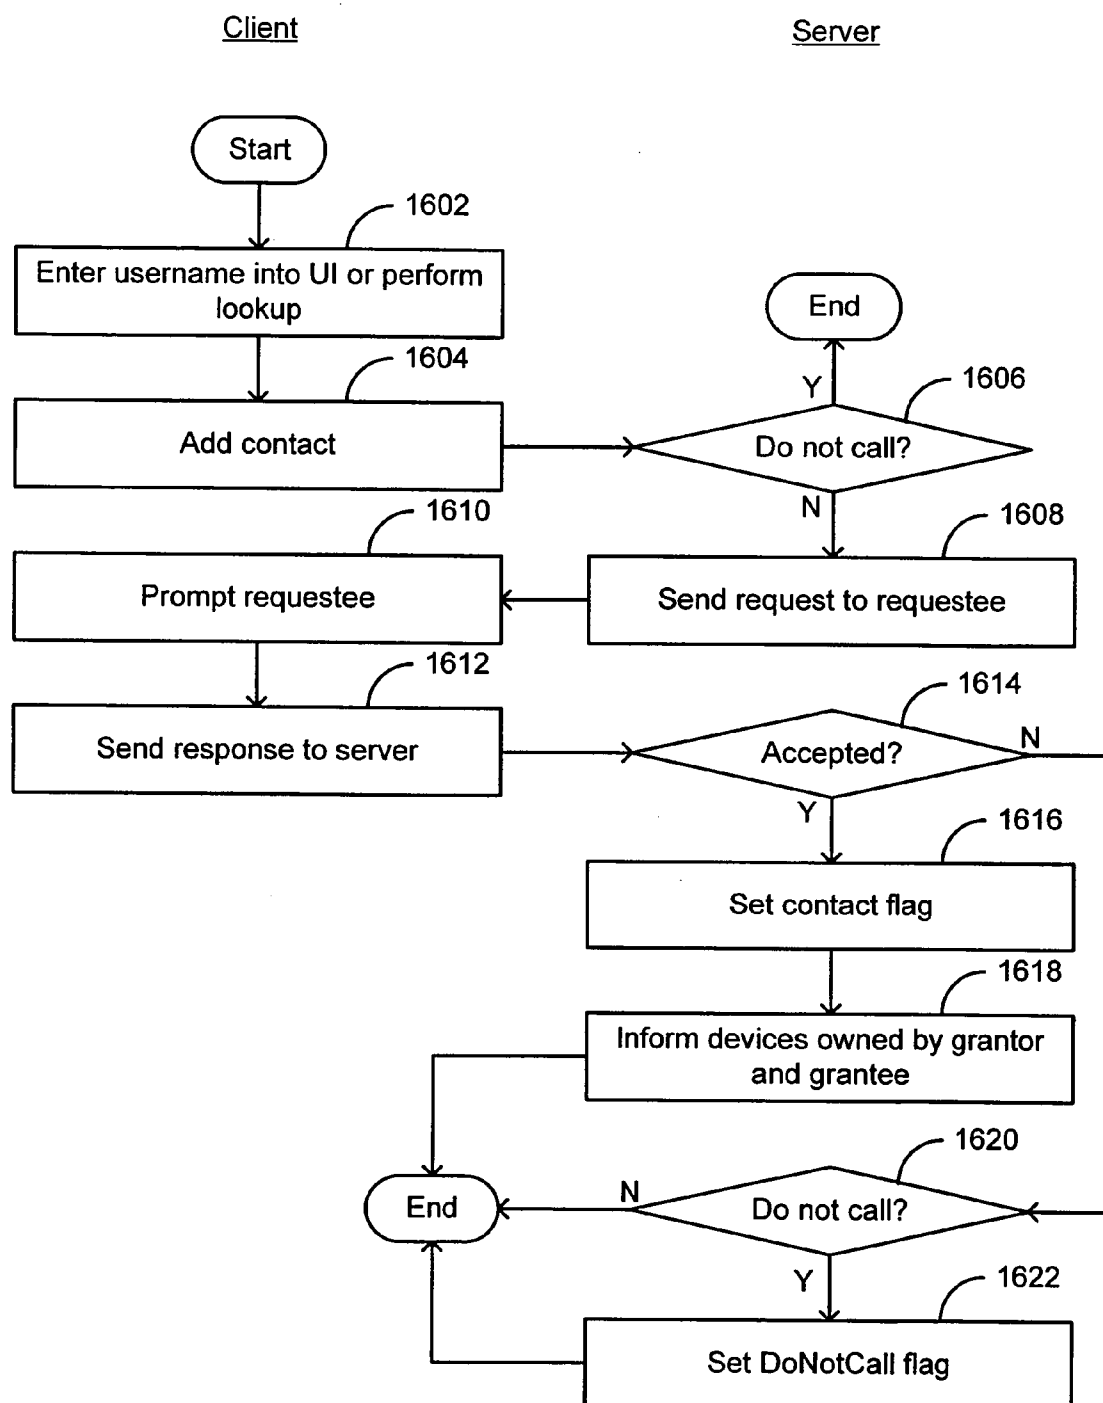 Client
Server
Start
1602
Enter username into UI or perform
lookup
End
1604
Y
1606
Add contact
Do not call?
1610
N
1608
Prompt requestee
Send request to requestee
1612
1614
Send response to server
Accepted?
N
Y
1616
Set contact flag
1618
Inform devices owned by grantor
and grantee
1620
End
N
Do not call?
Y
1622
Set DoNotCall flag